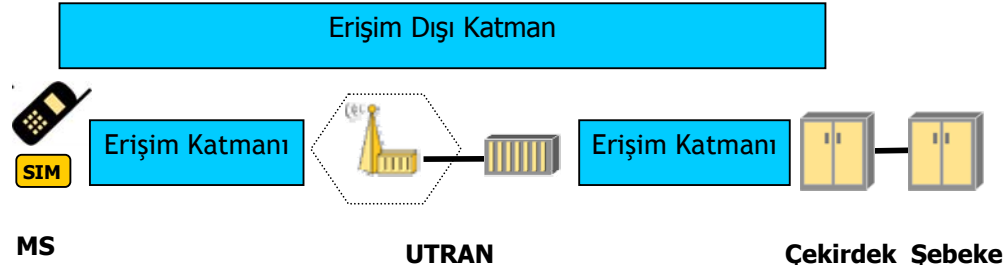 Erişim Dışı Katman
Erişim Katmanı
Erişim Katmanı
SIM
MS
UTRAN
Çekirdek Şebeke